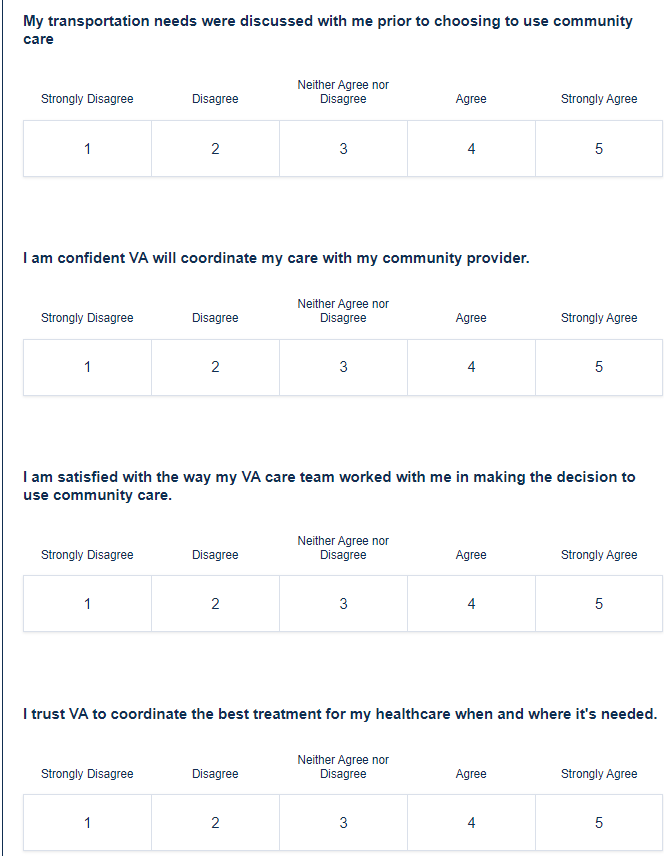 My transportation needs were discussed with me prior to choosing to use community
care
Strongly Disagree Disagree Neither Agree nor Disagree Agree Strongly Agree
1 2 3 4 5
I am confident VA will coordinate my care with my community provider.
Strongly Disagree Disagree Neither Agree nor Disagree Agree Strongly Agree
1 2 3 4 5
I am satisfied with the way my VA care team worked with me in making the decision to
use community care.
Strongly Disagree Disagree Neither Agree nor Disagree Agree Strongly Agree
1 2 3 4 5
I trust VA to coordinate the best treatment for my healthcare when and where it's needed.
Strongly Disagree Disagree Neither Agree nor Disagree Agree Strongly Agree
1 2 3 4 5